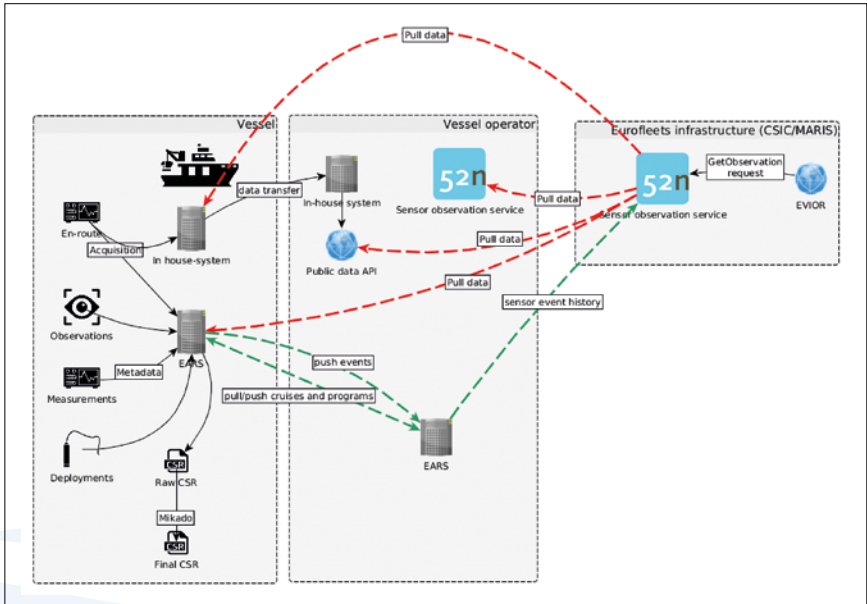 Pull data
Vessel
Vessel operator
Eurofleets infrastructure (CSIC/MARIS)
52n
Sensor observation service
52n
Sensor observation service
GetObservation
request
EVIOR
data transfer
In-house system
Pull data
En-route
Acquisition
In house-system
Public data API
Pull data
Pull data
sensor event history
Observations
EARS
Metadata
Measurements
push events
pull/push cruises and programs
EARS
Deployments
CSR
Raw CSR
Mikado
CSR
Final CSR